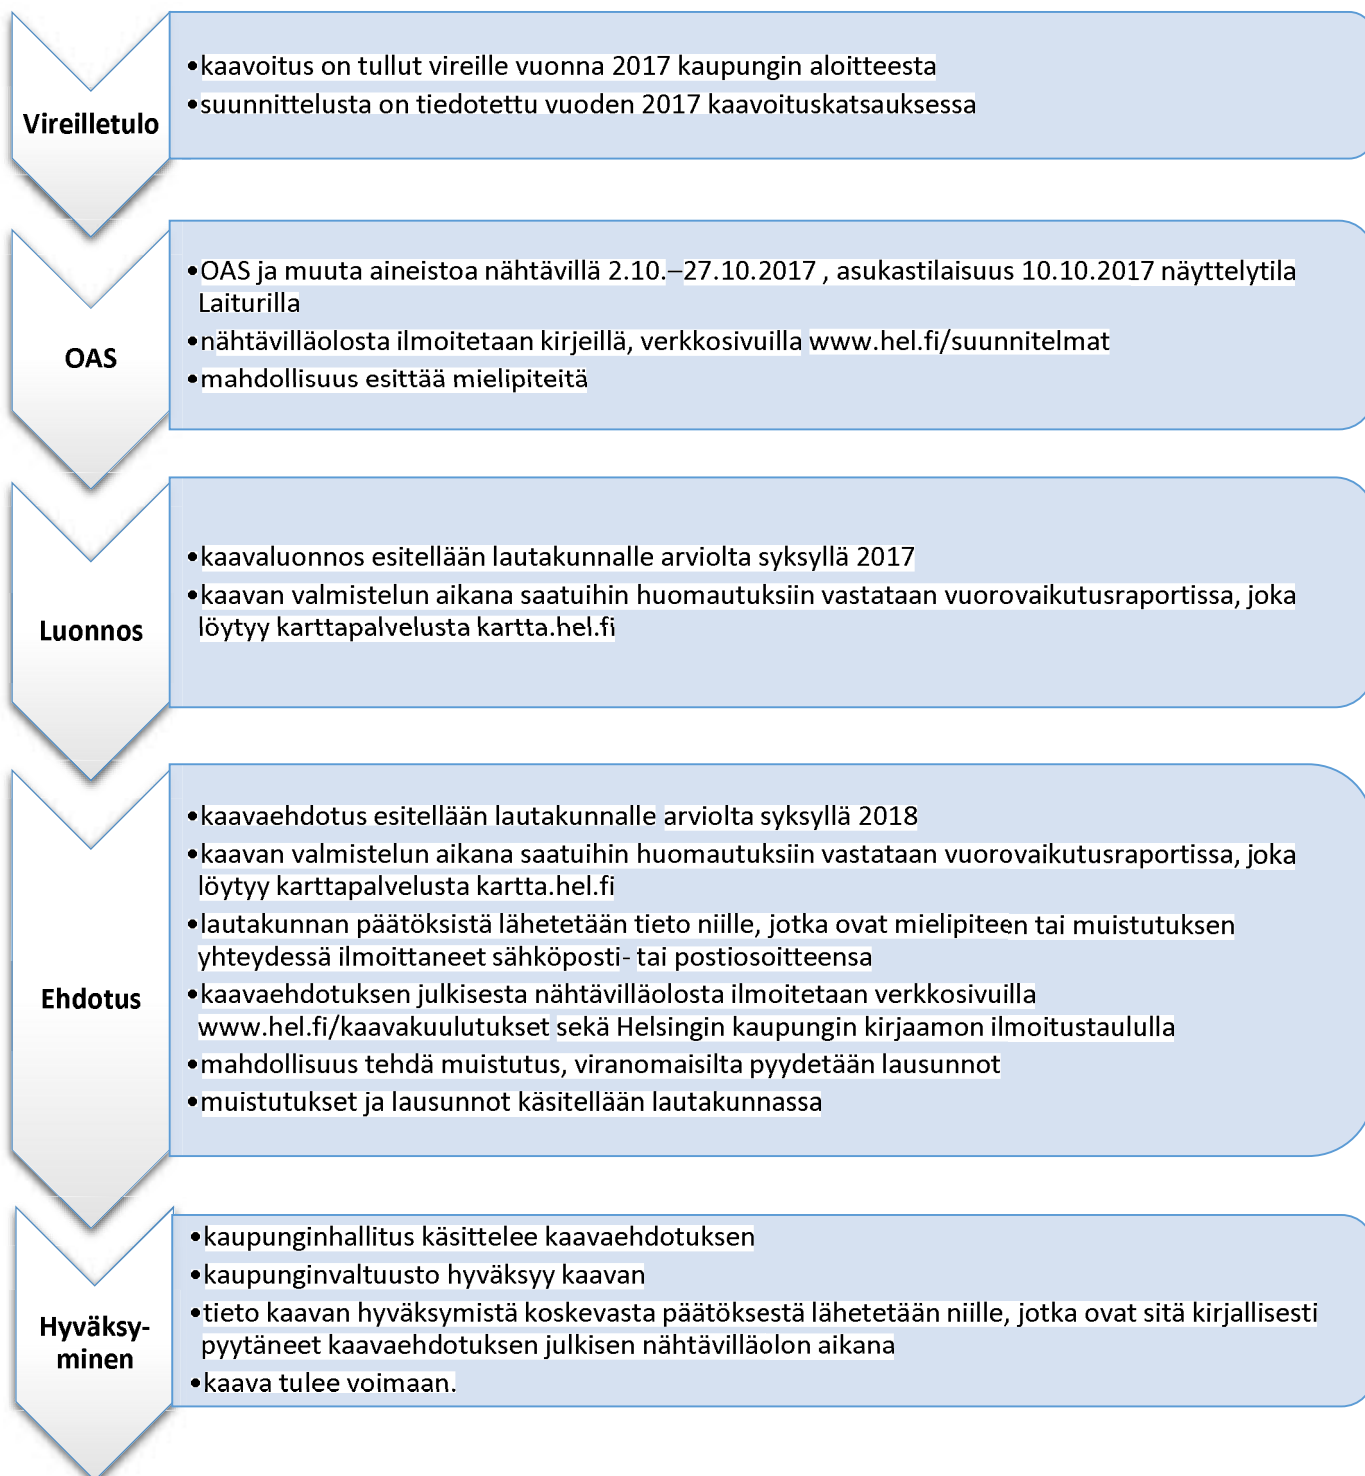 Vireilletulo
•kaavoitus on tullut vireille vuonna 2017 kaupungin aloitteesta
•suunnittelusta on tiedotettu vuoden 2017 kaavoituskatsauksessa
OAS
•OAS ja muuta aineistoa nähtävillä 2.10.–27.10.2017 , asukastilaisuus 10.10.2017 näyttelytila
Laiturilla
•nähtävilläolosta ilmoitetaan kirjeillä, verkkosivuilla www.hel.fi/suunnitelmat
•mahdollisuus esittää mielipiteitä
Luonnos
•kaavaluonnos esitellään lautakunnalle arviolta syksyllä 2017
•kaavan valmistelun aikana saatuihin huomautuksiin vastataan vuorovaikutusraportissa, joka
löytyy karttapalvelusta kartta.hel.fi
Ehdotus
•kaavaehdotus esitellään lautakunnalle arviolta syksyllä 2018
•kaavan valmistelun aikana saatuihin huomautuksiin vastataan vuorovaikutusraportissa, joka
löytyy karttapalvelusta kartta.hel.fi
•lautakunnan päätöksistä lähetetään tieto niille, jotka ovat mielipiteen tai muistutuksen
yhteydessä ilmoittaneet sähköposti- tai postiosoitteensa
•kaavaehdotuksen julkisesta nähtävilläolosta ilmoitetaan verkkosivuilla
www.hel.fi/kaavakuulutukset sekä Helsingin kaupungin kirjaamon ilmoitustaululla
•mahdollisuus tehdä muistutus, viranomaisilta pyydetään lausunnot
•muistutukset ja lausunnot käsitellään lautakunnassa
Hyväksy-
minen
•kaupunginhallitus käsittelee kaavaehdotuksen
•kaupunginvaltuusto hyväksyy kaavan
•tieto kaavan hyväksymistä koskevasta päätöksestä lähetetään niille, jotka ovat sitä kirjallisesti
pyytäneet kaavaehdotuksen julkisen nähtävilläolon aikana
•kaava tulee voimaan.